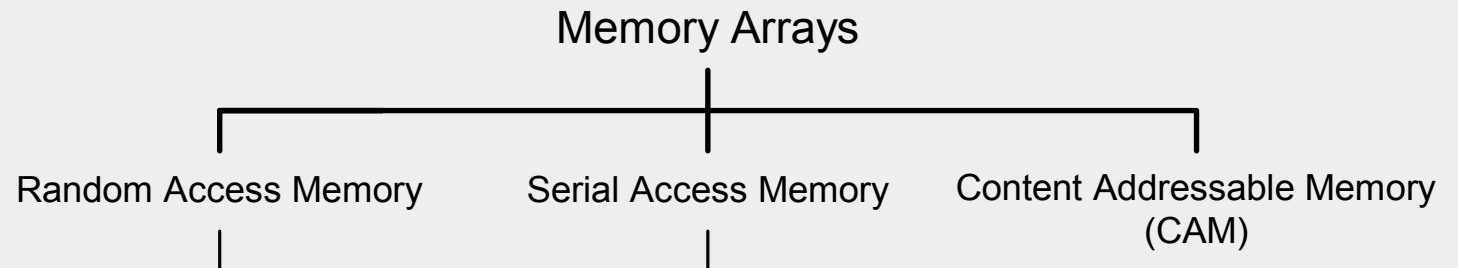 Memory Arrays
Random Access Memory
Serial Access Memory
Content Addressable Memory
(CAM)